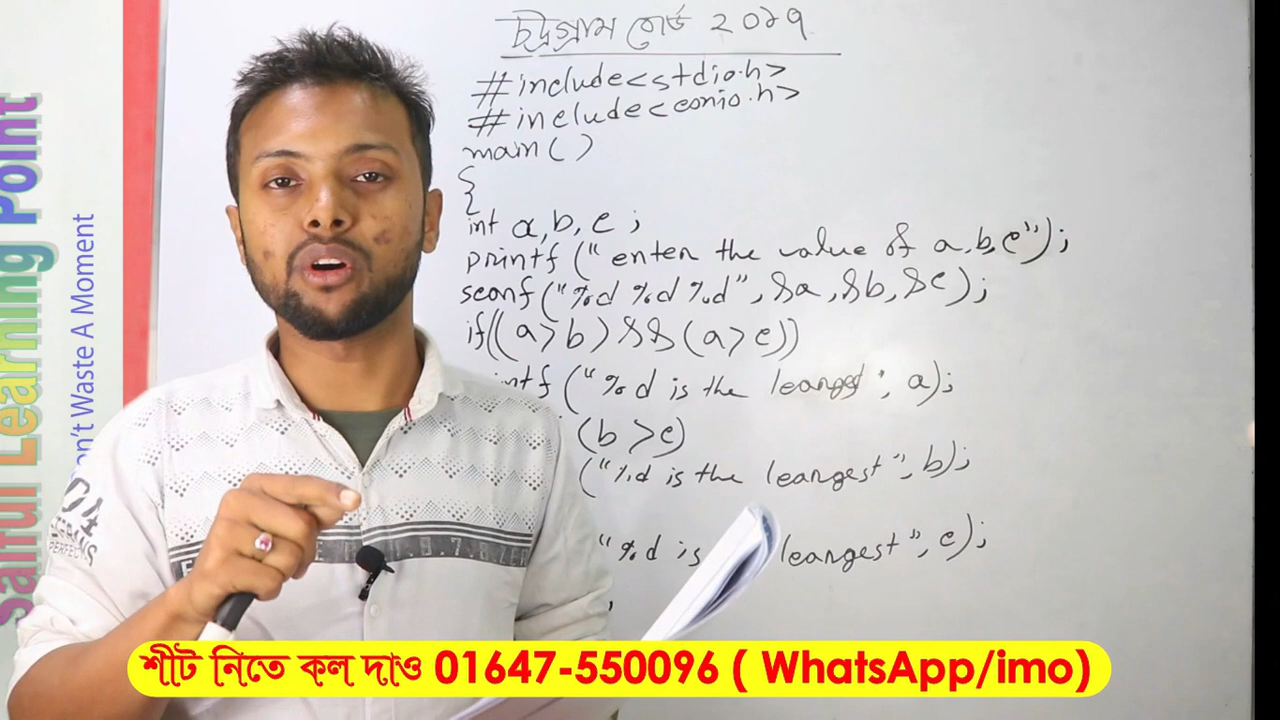 Saiful Learning Point
Don't Waste A Moment
চট্টগ্রাম বোর্ড ২০১৭
#include<stdio.h>
#include<conio.h>
main()
{
int a,b,c;
printf("enter the value of a,b,c");
scanf("%d %d %d",&a,&b,&c);
if((a>b)&&(a>c))
intf("%d is the leargest", a);
(b>c)
("%d is the leargest", b);
"%d is leargest", c);
শীট নিতে কল দাও 01647-550096 ( WhatsApp/imo)